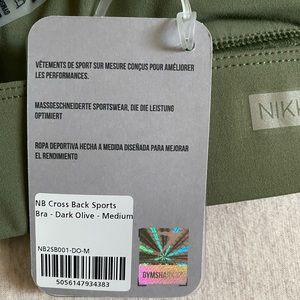 VÊTEMENTS DE SPORT SUR MESURE CONÇUS POUR AMÉLIORER
LES PERFORMANCES.
MASSGESCHNEIDERTE SPORTSWEAR, DIE DIE LEISTUNG
OPTIMIERT
ROPA DEPORTIVA HECHA A MEDIDA DISEÑADA PARA MEJORAR
EL RENDIMIENTO
NB Cross Back Sports
Bra - Dark Olive - Medium
NB2SB001-DO-M
5056147934383
GYMSHARK
NIKK